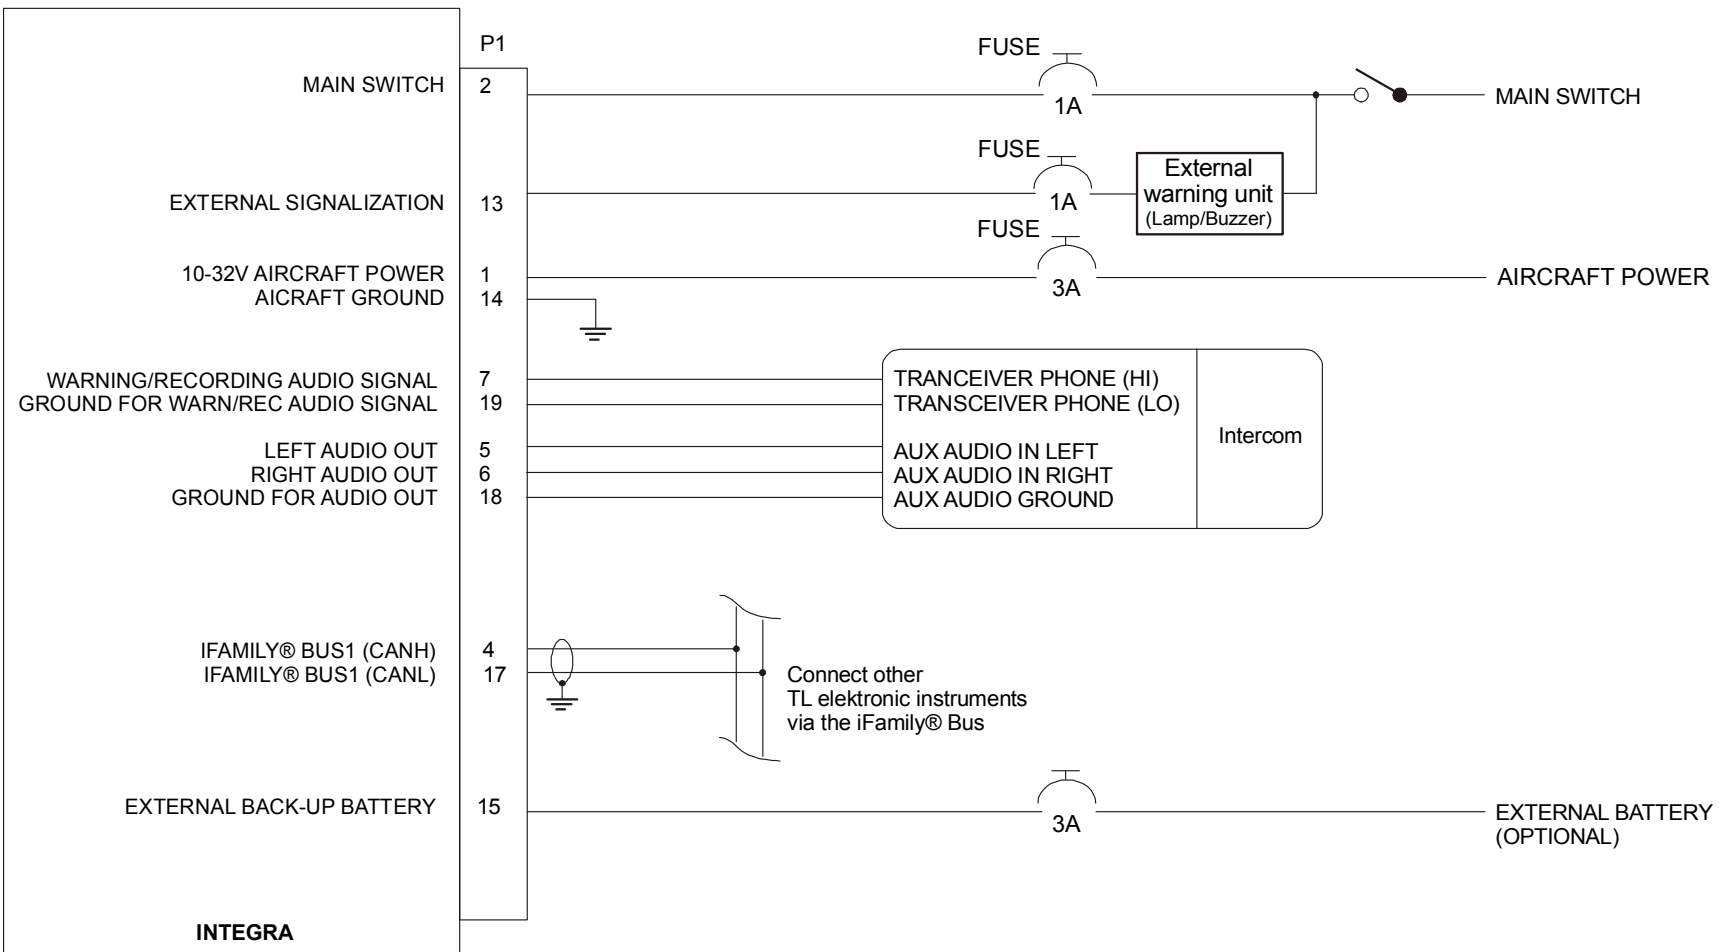 P1
FUSE
MAIN SWITCH 2
1A
MAIN SWITCH
FUSE
External
warning unit
(Lamp/Buzzer)
EXTERNAL SIGNALIZATION 13
1A
FUSE
10-32V AIRCRAFT POWER 1
3A
AIRCRAFT POWER
AICRAFT GROUND 14
WARNING/RECORDING AUDIO SIGNAL 7
TRANCEIVER PHONE (HI)
GROUND FOR WARN/REC AUDIO SIGNAL 19
TRANSCEIVER PHONE (LO)
Intercom
LEFT AUDIO OUT 5
AUX AUDIO IN LEFT
RIGHT AUDIO OUT 6
AUX AUDIO IN RIGHT
GROUND FOR AUDIO OUT 18
AUX AUDIO GROUND
IFAMILY® BUS1 (CANH) 4
IFAMILY® BUS1 (CANL) 17
Connect other
TL elektronic instruments
via the iFamily® Bus
EXTERNAL BACK-UP BATTERY 15
3A
EXTERNAL BATTERY
(OPTIONAL)
INTEGRA